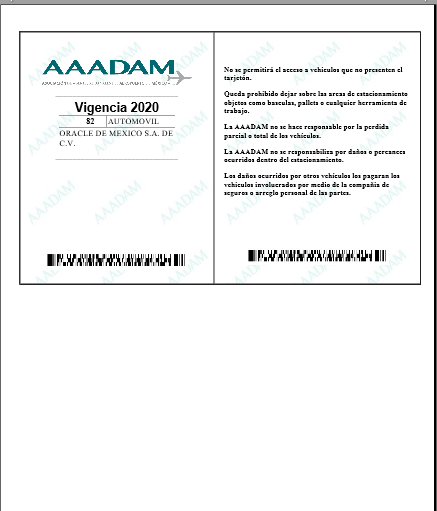 AAADAM
Vigencia 2020
82 AUTOMOVIL
ORACLE DE MEXICO S.A. DE
C.V.
No se permitirá el acceso a vehículos que no presenten el
tarjetón.
Queda prohibido dejar sobre las areas de estacionamiento
objetos como basculas, pallets o cualquier herramienta de
trabajo.
La AAADAM no se hace responsable por la perdida
parcial o total de los vehículos.
La AAADAM no se responsabiliza por daños o percances
ocurridos dentro del estacionamiento.
Los daños ocurridos por otros vehículos los pagaran los
vehículos involucrados por medio de la compañía de
seguros o arreglo personal de las partes.